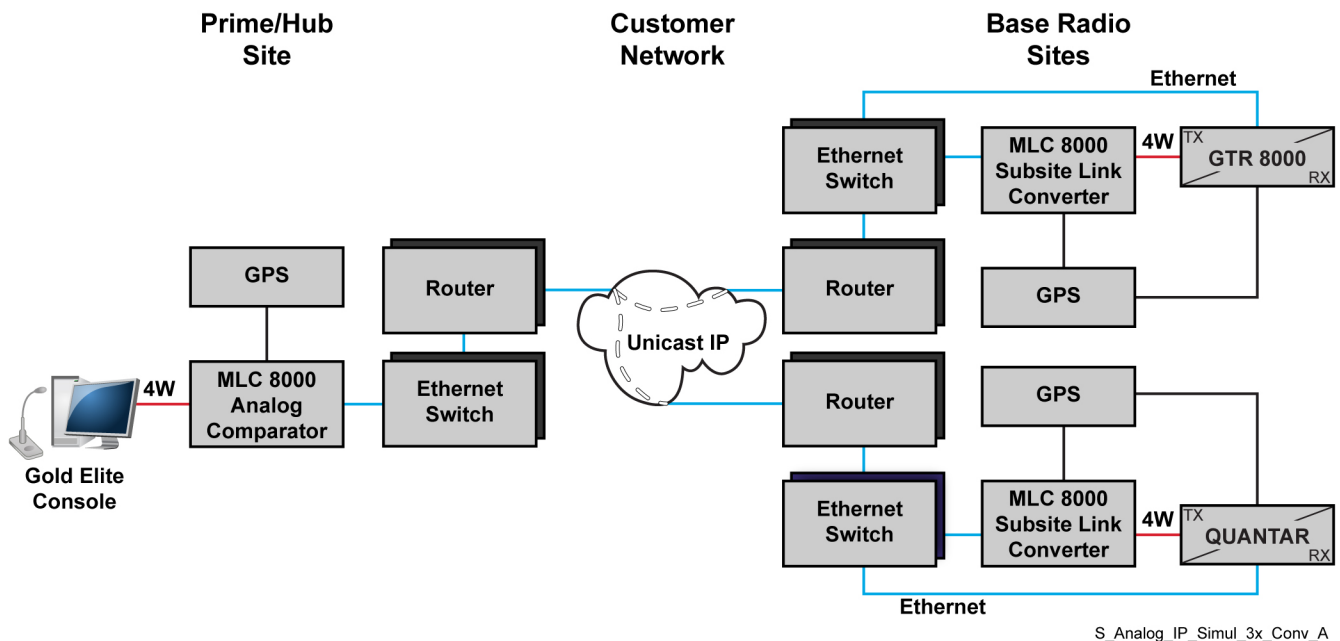 Prime/Hub
Site
Customer
Network
Base Radio
Sites
Ethernet
Ethernet
Switch
MLC 8000
Subsite Link
Converter
4W
TX
GTR 8000
RX
GPS
Router
Router
GPS
Unicast IP
4W
MLC 8000
Analog
Comparator
Ethernet
Switch
Router
GPS
Gold Elite
Console
Ethernet
Switch
MLC 8000
Subsite Link
Converter
4W
TX
QUANTAR
RX
Ethernet
S_Analog_IP_Simul_3x_Conv_A